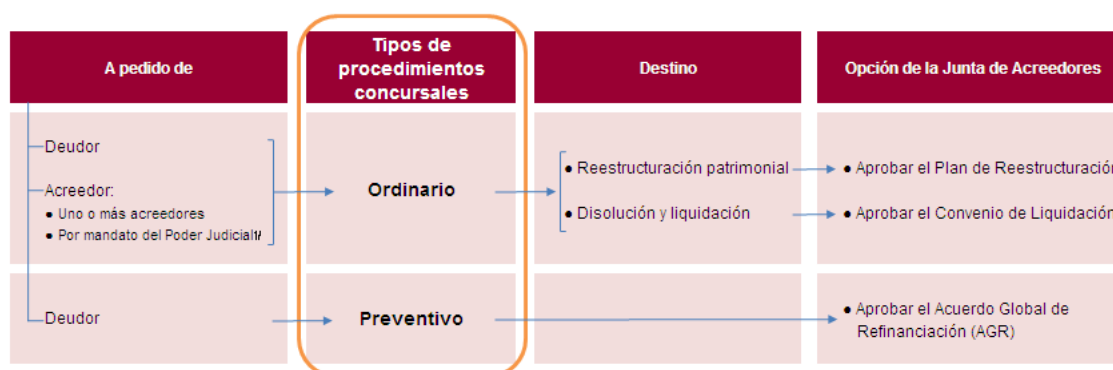 A pedido de
Tipos de
procedimientos
concursales
Destino
Opción de la Junta de Acreedores
Deudor
Acreedor:
● Uno o más acreedores
● Por mandato del Poder Judicial1/
Ordinario
● Reestructuración patrimonial
● Disolución y liquidación
● Aprobar el Plan de Reestructuración
● Aprobar el Convenio de Liquidación
Deudor
Preventivo
● Aprobar el Acuerdo Global de
Refinanciación (AGR)